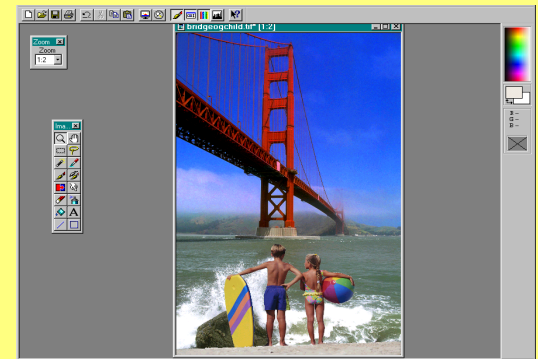 bridgeogchild.tif* [1:2]
Zoom
Zoom
1:2
Ima...
A
R --
G --
B --